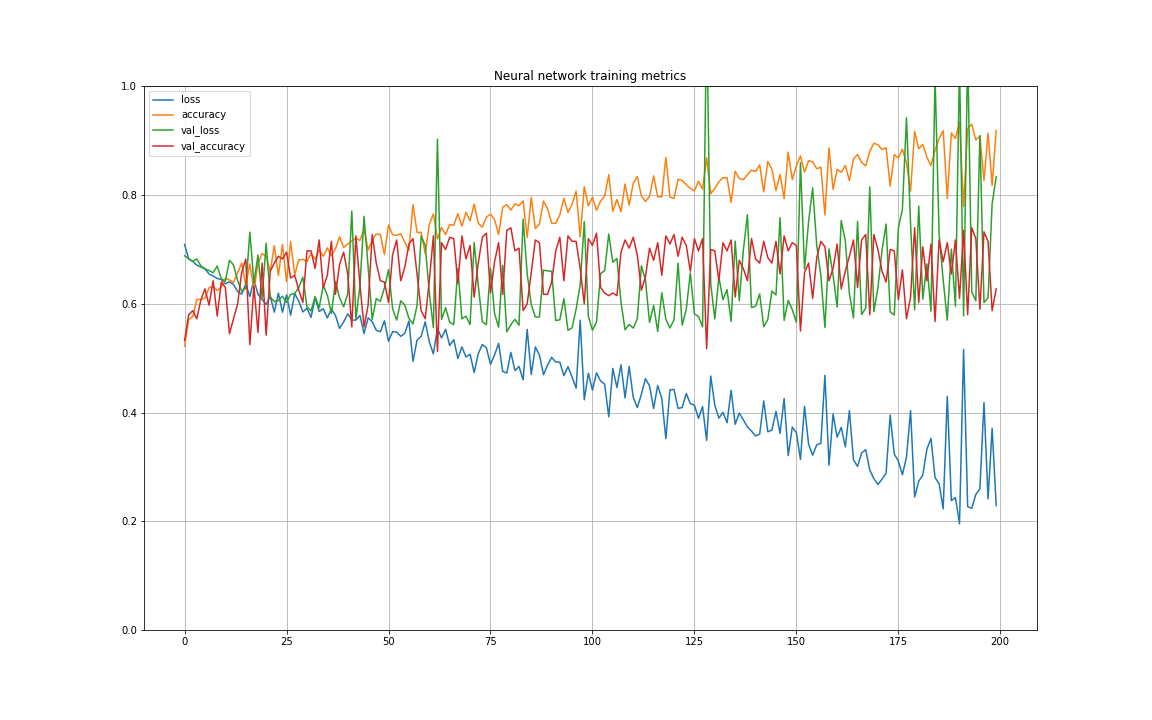 Neural network training metrics
loss
accuracy
val_loss
val_accuracy
1.0
0.8
0.6
0.4
0.2
0.0
0 25 50 75 100 125 150 175 200